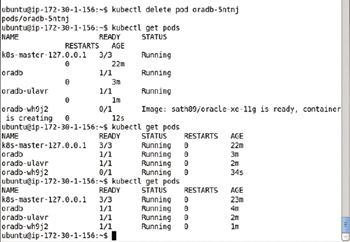 ubuntu@ip-172-30-1-156:~$ kubectl delete pod oradb-5ntnj
pods/oradb-5ntnj
ubuntu@ip-172-30-1-156:~$ kubectl get pods
NAME READY STATUS
RESTARTS AGE
k8s-master-127.0.0.1 3/3 Running
0 22m
oradb 1/1 Running
0 3m
oradb-ulavr 1/1 Running
0 1m
oradb-wh9j2 0/1 Image: sath89/oracle-xe-11g is ready, container
is creating 0 12s
ubuntu@ip-172-30-1-156:~$ kubectl get pods
NAME READY STATUS RESTARTS AGE
k8s-master-127.0.0.1 3/3 Running 0 22m
oradb 1/1 Running 0 3m
oradb-ulavr 1/1 Running 0 2m
oradb-wh9j2 0/1 Running 0 34s
ubuntu@ip-172-30-1-156:~$ kubectl get pods
NAME READY STATUS RESTARTS AGE
k8s-master-127.0.0.1 3/3 Running 0 23m
oradb 1/1 Running 0 4m
oradb-ulavr 1/1 Running 0 2m
oradb-wh9j2 1/1 Running 0 1m
ubuntu@ip-172-30-1-156:~$